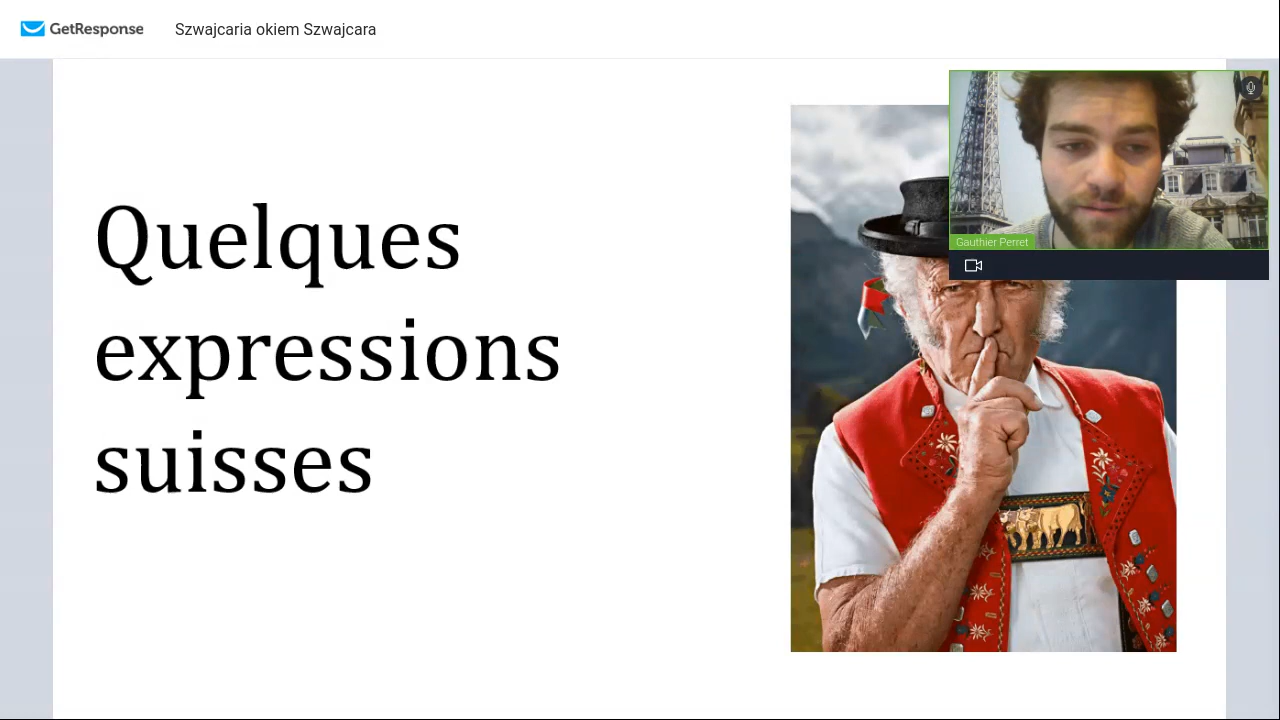 GetResponse
Szwajcaria okiem Szwajcara
Quelques
expressions
suisses
Gauthier Perret